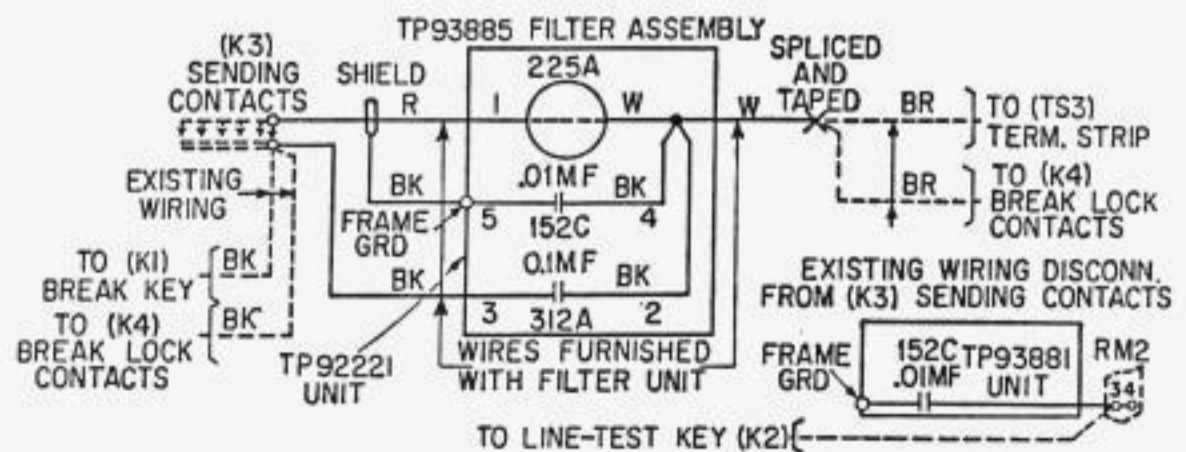 TP93885 FILTER ASSEMBLY
(K3)
SENDING
CONTACTS
SHIELD
R
1
225A
W
W
SPLICED
AND
TAPED
BR
TO (TS3)
TERM. STRIP
BR
TO (K4)
BREAK LOCK
CONTACTS
EXISTING
WIRING
BK
FRAME
GRD
5
.01MF
152C
BK
4
TO (K1)
BREAK KEY
BK
TO (K4)
BREAK LOCK
CONTACTS
BK
BK
3
0.1MF
312A
BK
2
TP92221
UNIT
WIRES FURNISHED
WITH FILTER UNIT
EXISTING WIRING DISCONN.
FROM (K3) SENDING CONTACTS
FRAME
GRD
152C
.01MF
TP93881
UNIT
RM2
34
TO LINE-TEST KEY (K2)